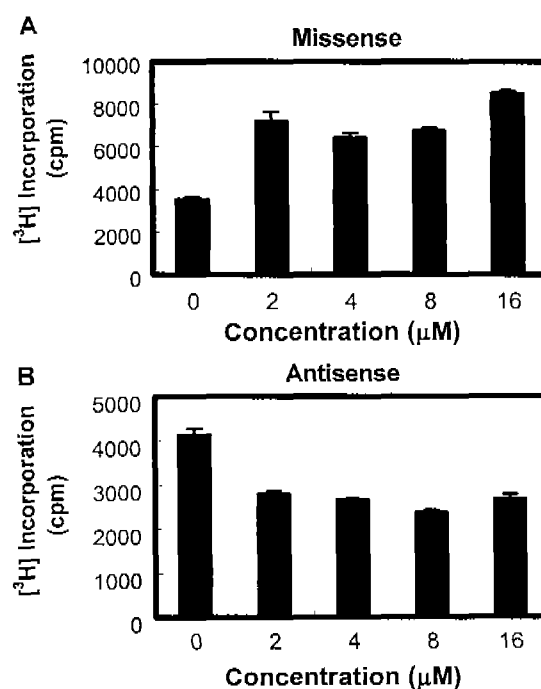 A
Missense
[³H] Incorporation
(cpm)
10000
8000
6000
4000
2000
0
0 2 4 8 16
Concentration (μM)
B
Antisense
[³H] Incorporation
(cpm)
5000
4000
3000
2000
1000
0
0 2 4 8 16
Concentration (μM)